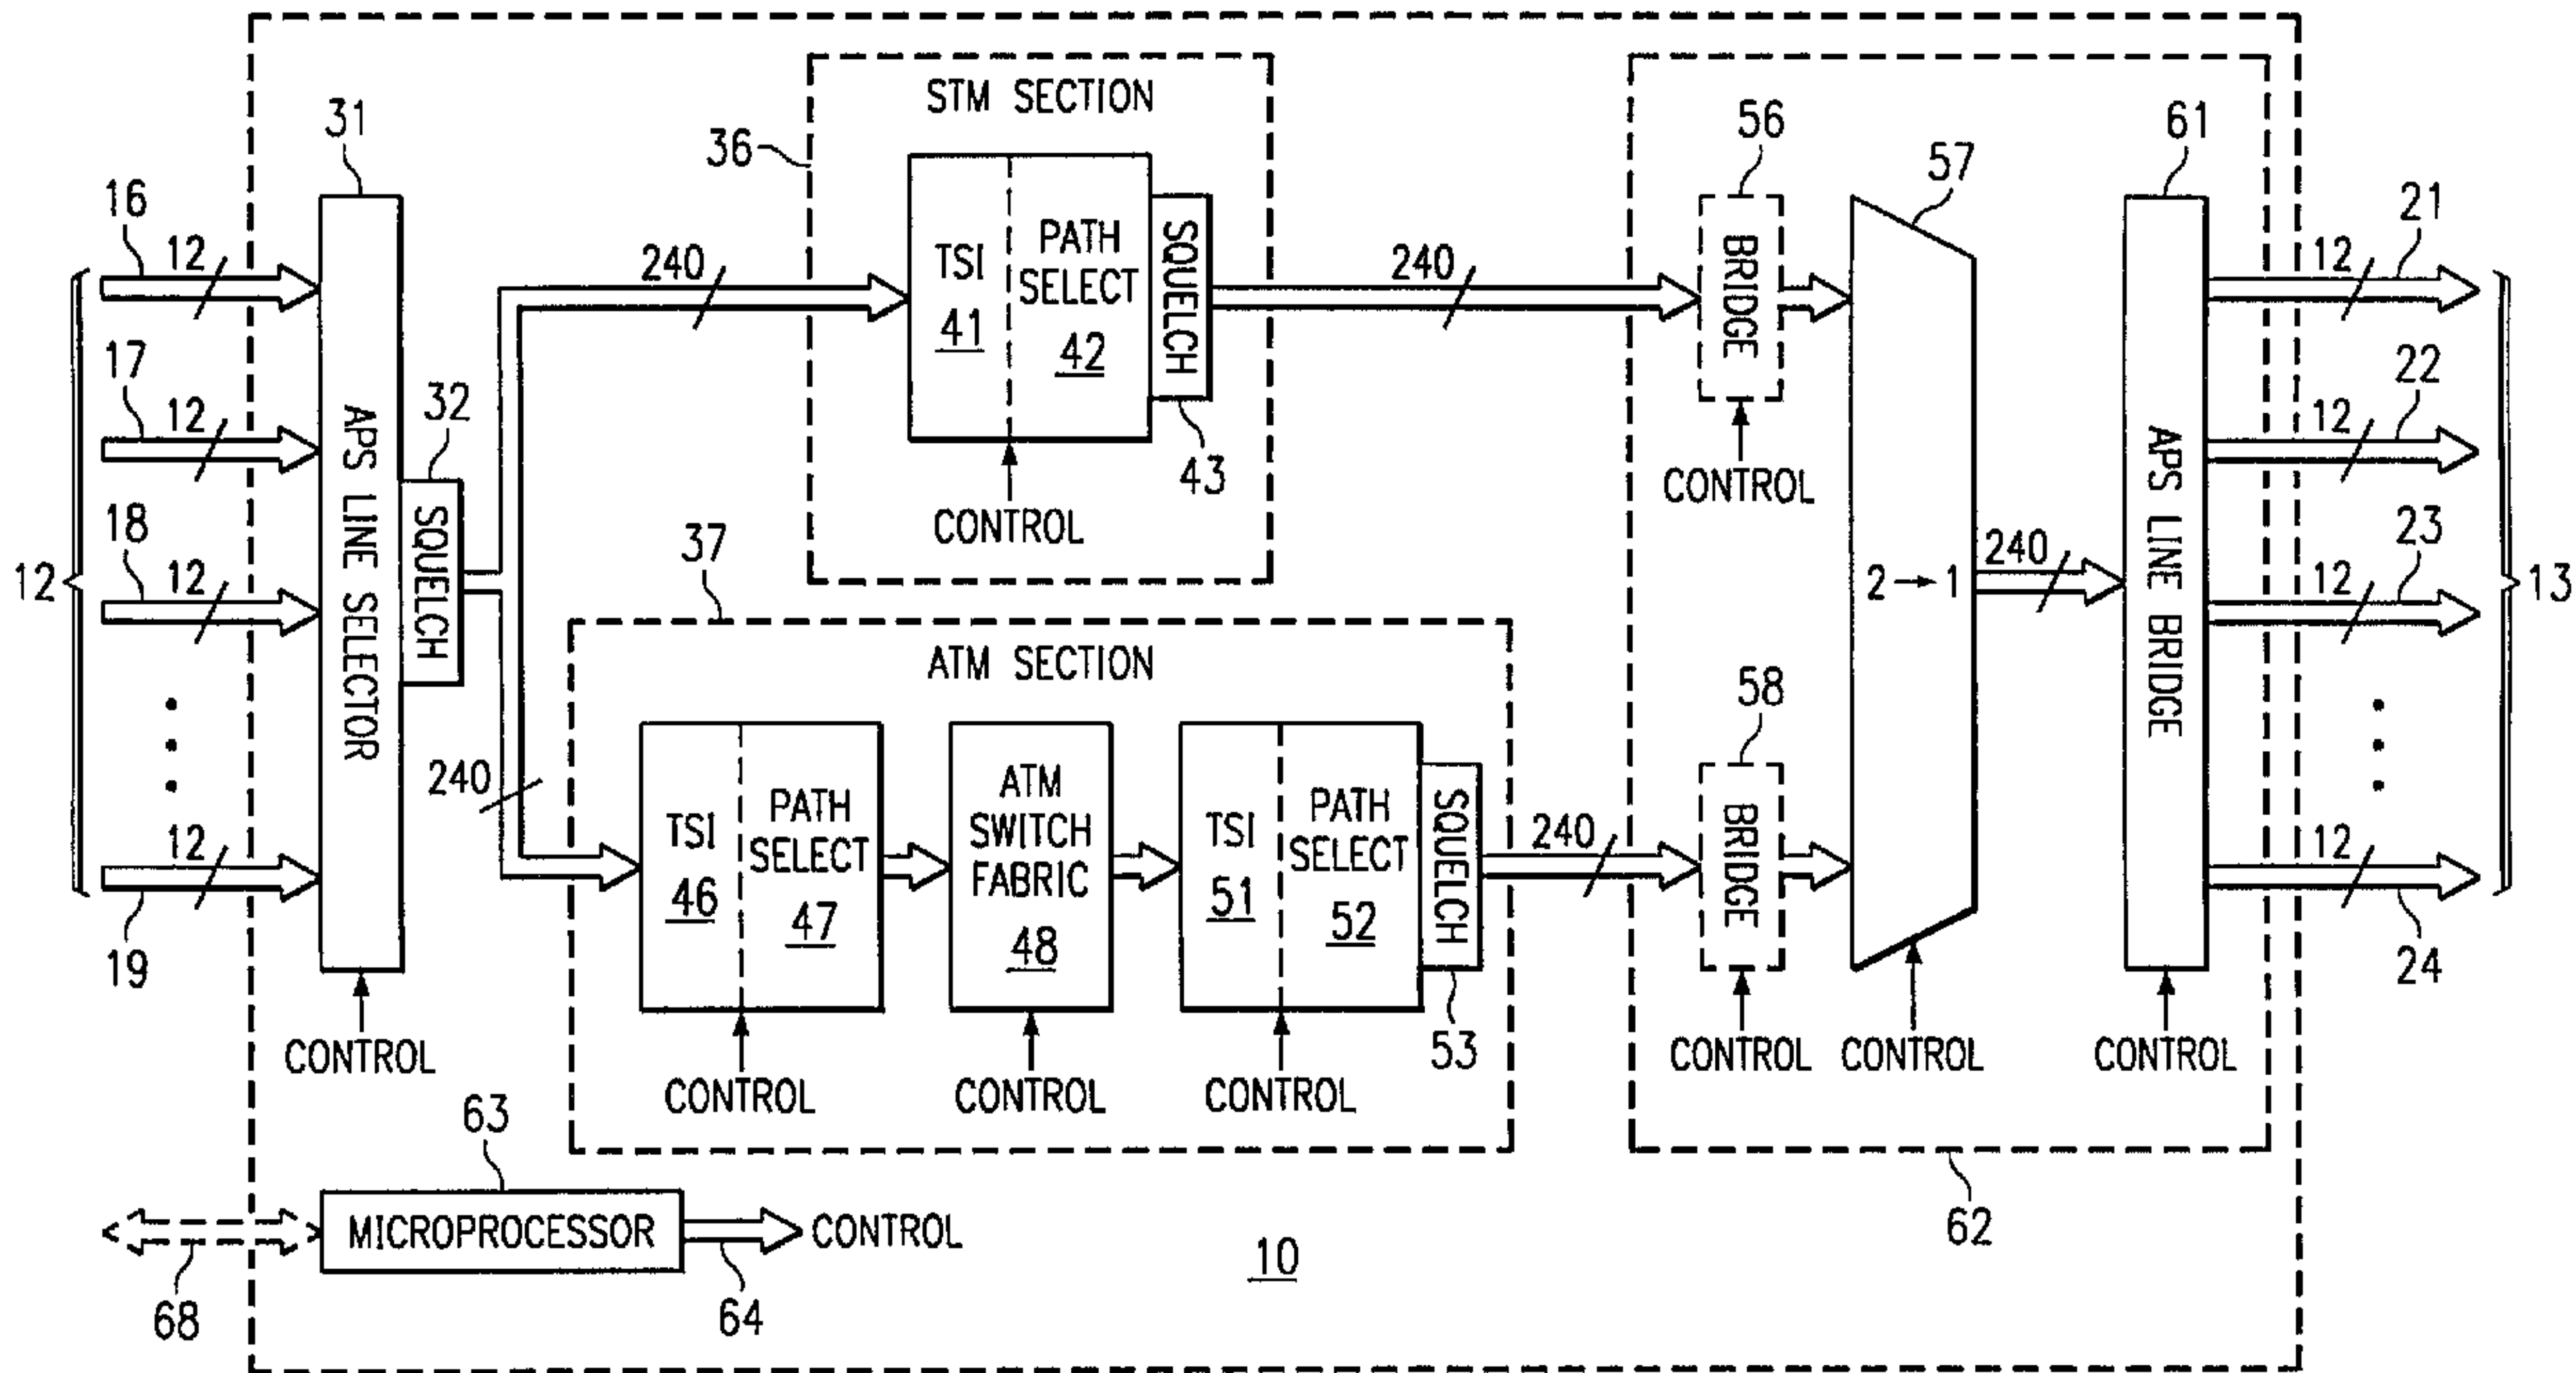 STM SECTION
31
36
56
57
61
16
12
SQUELCH
BRIDGE
21
12
TSI
41
PATH
SELECT
42
240
240
17
12
32
43
CONTROL
22
12
APS LINE SELECTOR
SQUELCH
CONTROL
APS LINE BRIDGE
18
12
37
2→1
240
23
12
12
13
ATM SECTION
58
240
TSI
46
PATH
SELECT
47
ATM
SWITCH
FABRIC
48
TSI
51
PATH
SELECT
52
SQUELCH
240
BRIDGE
12
19
12
24
CONTROL
53
CONTROL
CONTROL
CONTROL
CONTROL
CONTROL
CONTROL
63
MICROPROCESSOR
CONTROL
68
64
10
62